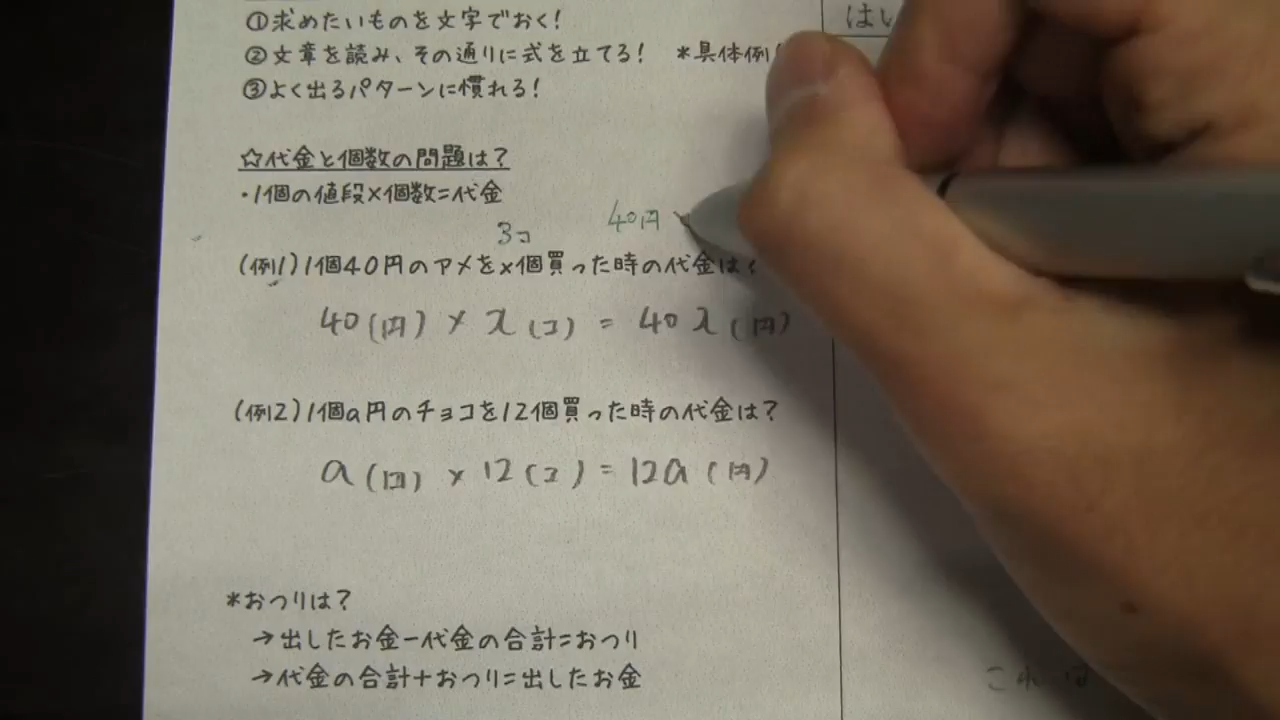 ①求めたいものを文字でおく!
②文章を読み、その通りに式を立てる! *具体例
③よく出るパターンに慣れる!
☆代金と個数の問題は?
・1個の値段×個数=代金
3コ 40円 ×
(例1)1個40円のアメをx個買った時の代金は
40(円) × x(コ) = 40x(円)
(例2)1個a円のチョコを12個買った時の代金は?
a(円) × 12(コ) = 12a(円)
*おつりは?
→出したお金-代金の合計=おつり
→代金の合計+おつり=出したお金
はい
これは